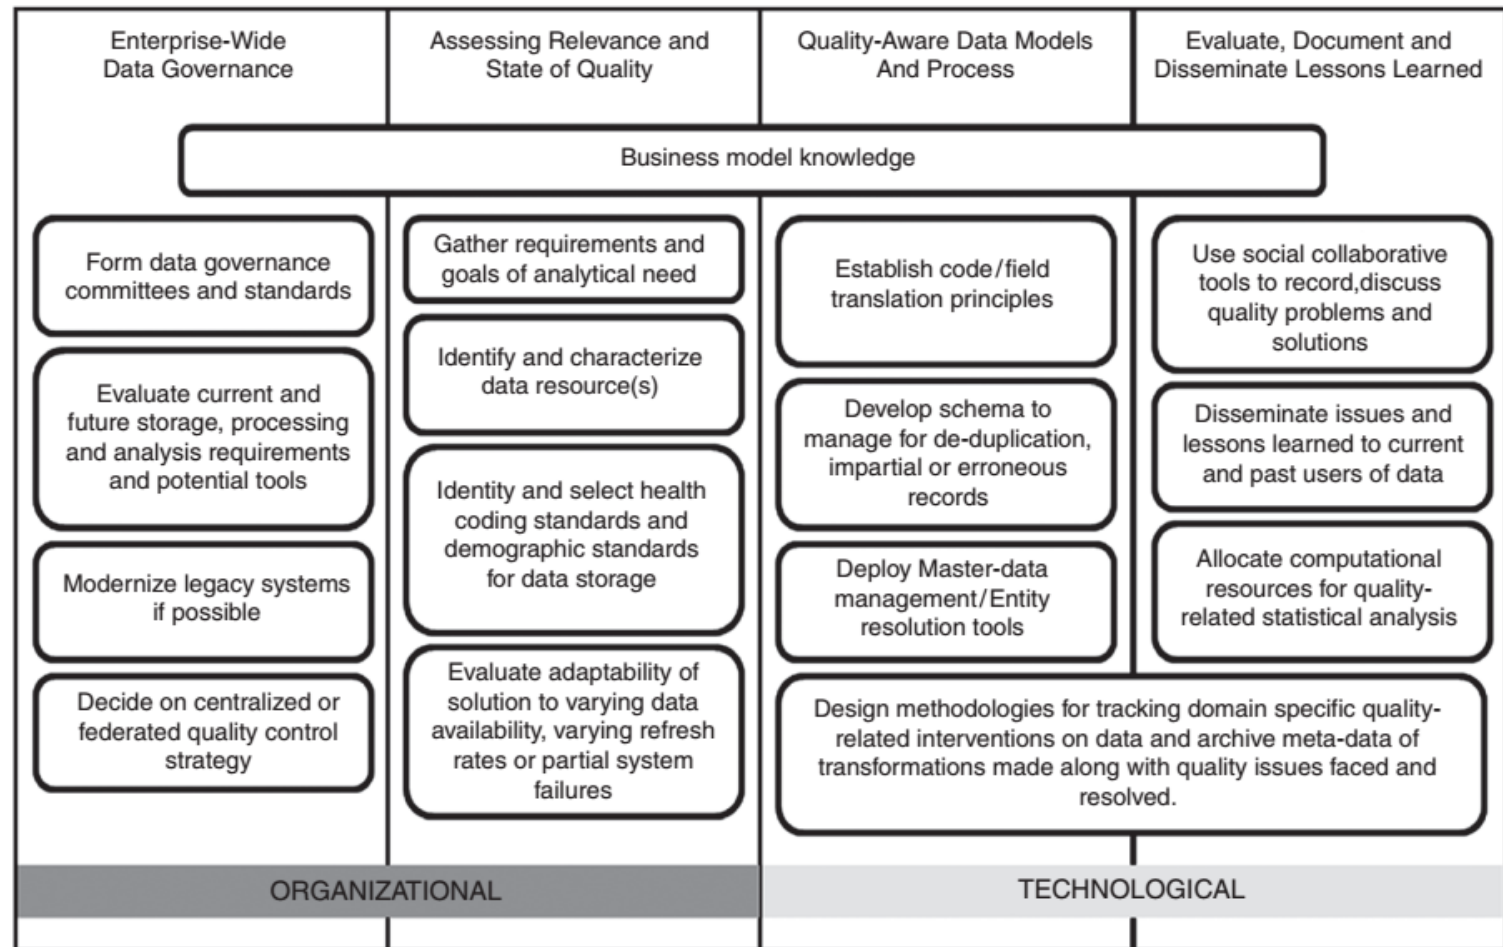 Enterprise-Wide
Data Governance
Assessing Relevance and
State of Quality
Quality-Aware Data Models
And Process
Evaluate, Document and
Disseminate Lessons Learned
Business model knowledge
Form data governance
committees and standards
Evaluate current and
future storage, processing
and analysis requirements
and potential tools
Modernize legacy systems
if possible
Decide on centralized or
federated quality control
strategy
Gather requirements and
goals of analytical need
Identify and characterize
data resource(s)
Identity and select health
coding standards and
demographic standards
for data storage
Evaluate adaptability of
solution to varying data
availability, varying refresh
rates or partial system
failures
Establish code/field
translation principles
Develop schema to
manage for de-duplication,
impartial or erroneous
records
Deploy Master-data
management/Entity
resolution tools
Use social collaborative
tools to record,discuss
quality problems and
solutions
Disseminate issues and
lessons learned to current
and past users of data
Allocate computational
resources for quality-
related statistical analysis
Design methodologies for tracking domain specific quality-
related interventions on data and archive meta-data of
transformations made along with quality issues faced and
resolved.
ORGANIZATIONAL
TECHNOLOGICAL